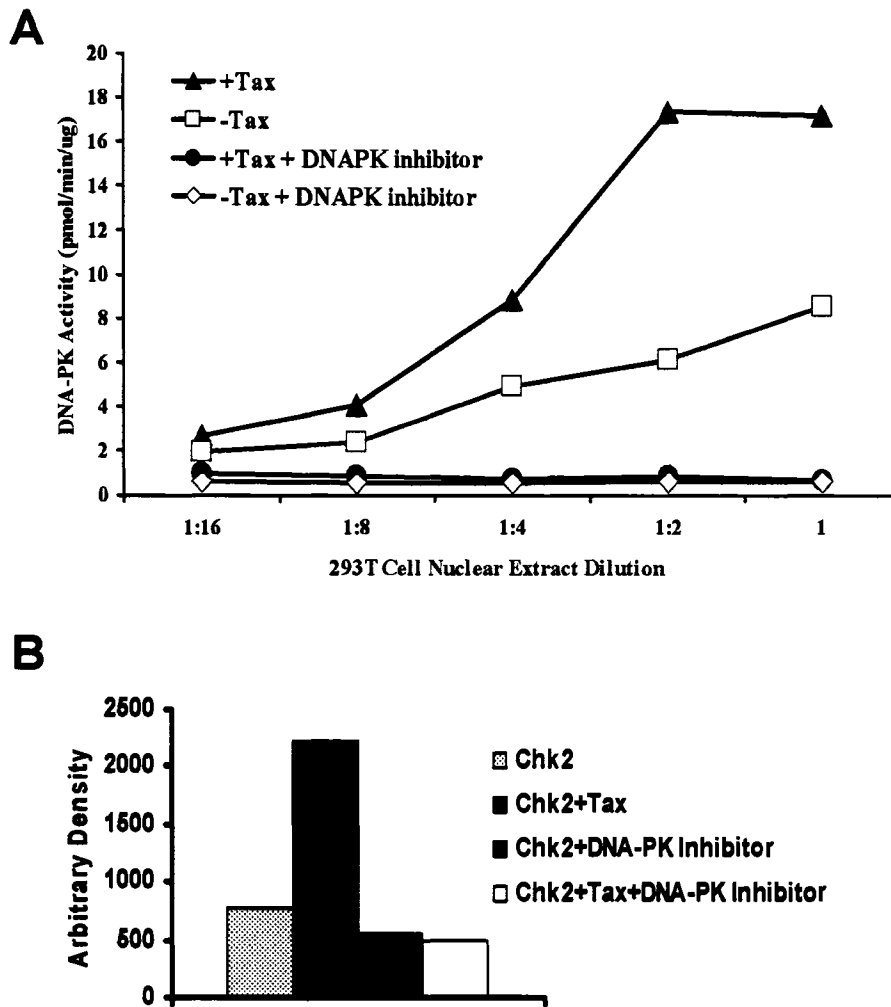 A
20
18
16
14
12
10
8
6
4
2
0
DNA-PK Activity (pmol/min/ug)
+Tax
-Tax
+Tax + DNAPK inhibitor
-Tax + DNAPK inhibitor
1:16 1:8 1:4 1:2 1
293T Cell Nuclear Extract Dilution
B
2500
2000
1500
1000
500
0
Arbitrary Density
Chk2
Chk2+Tax
Chk2+DNA-PK Inhibitor
Chk2+Tax+DNA-PK Inhibitor